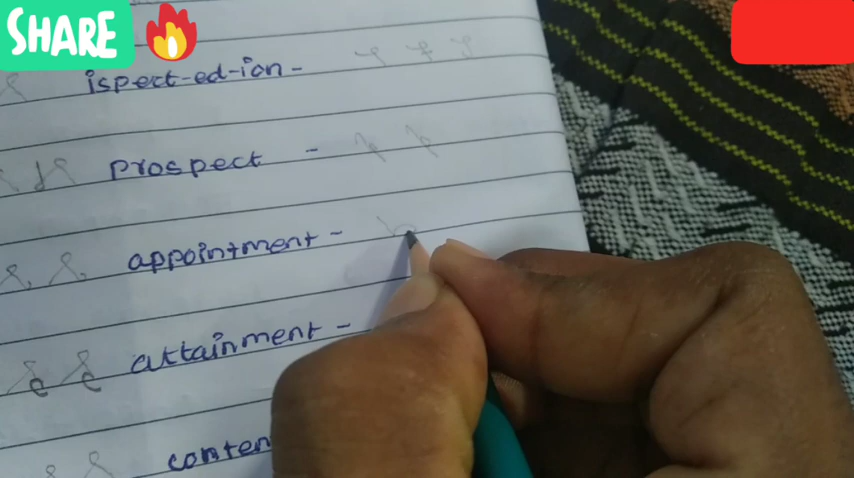 SHARE
ispect-ed-ion -
prospect -
appointment -
attainment -
conten